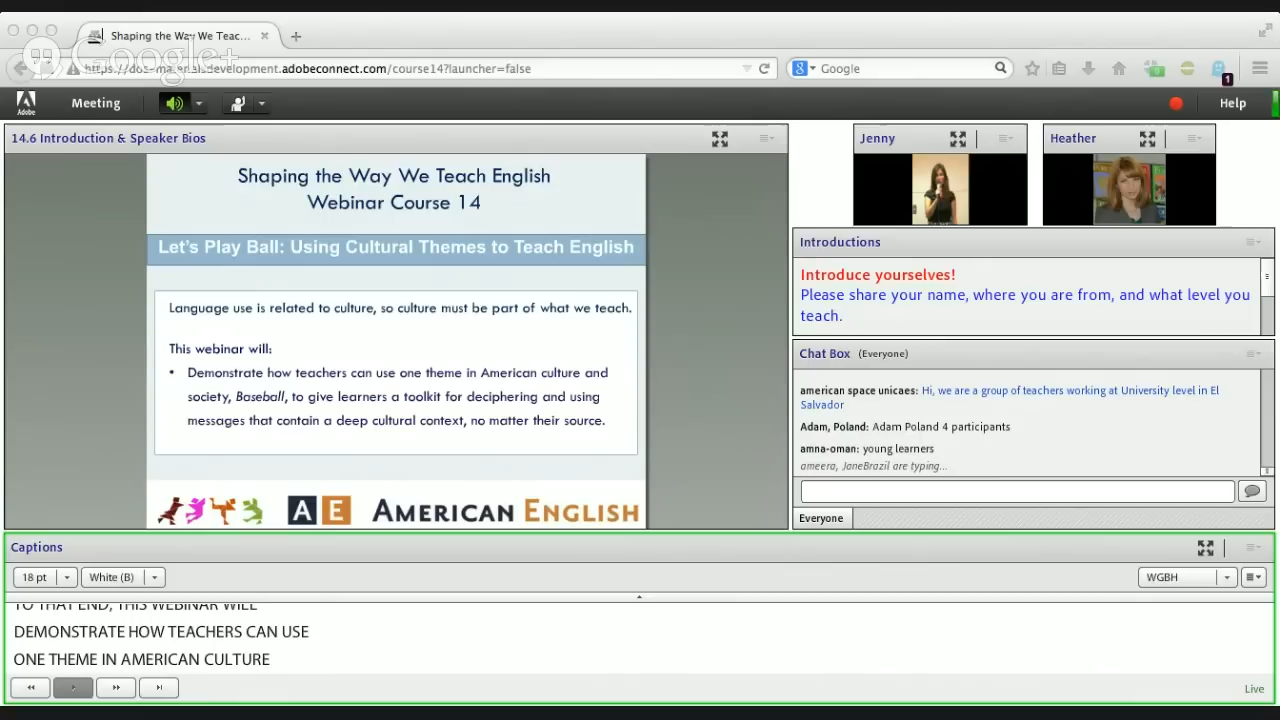 Shaping the Way We Teac...
Google+
adobeconnect.com/course14?launcher=false
Google
1
Adobe
Meeting
Help
14.6 Introduction & Speaker Bios
Shaping the Way We Teach English
Webinar Course 14
Let's Play Ball: Using Cultural Themes to Teach English
Language use is related to culture, so culture must be part of what we teach.
This webinar will:
• Demonstrate how teachers can use one theme in American culture and
society, Baseball, to give learners a toolkit for deciphering and using
messages that contain a deep cultural context, no matter their source.
AE AMERICAN ENGLISH
Jenny
Heather
Introductions
Introduce yourselves!
Please share your name, where you are from, and what level you
teach.
Chat Box (Everyone)
american space unicaes: Hi, we are a group of teachers working at University level in El
Salvador
Adam, Poland: Adam Poland 4 participants
amna-oman: young learners
ameera, JaneBrazil are typing...
Everyone
Captions
18 pt
White (B)
WGBH
TO THAT END, THIS WEBINAR WILL
DEMONSTRATE HOW TEACHERS CAN USE
ONE THEME IN AMERICAN CULTURE
Live